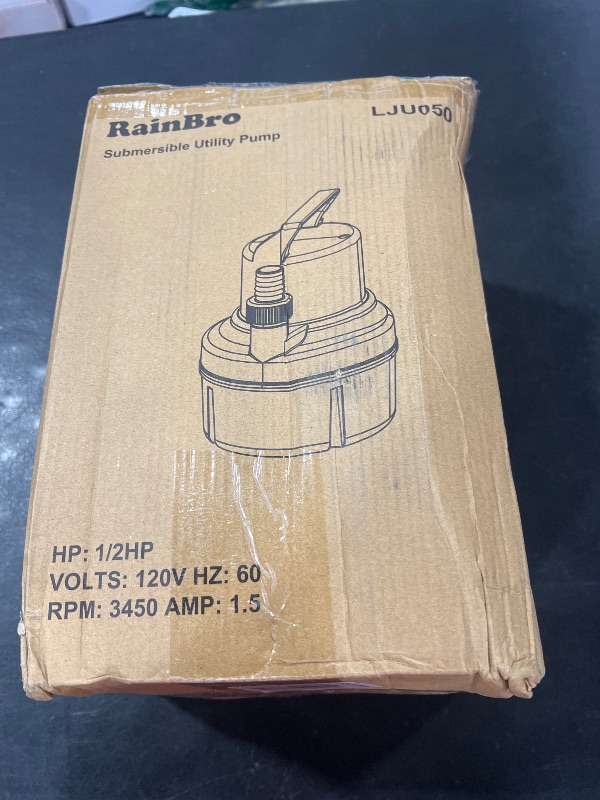 RainBro
LJU050
Submersible Utility Pump
HP: 1/2HP
VOLTS: 120V HZ: 60
RPM: 3450 AMP: 1.5